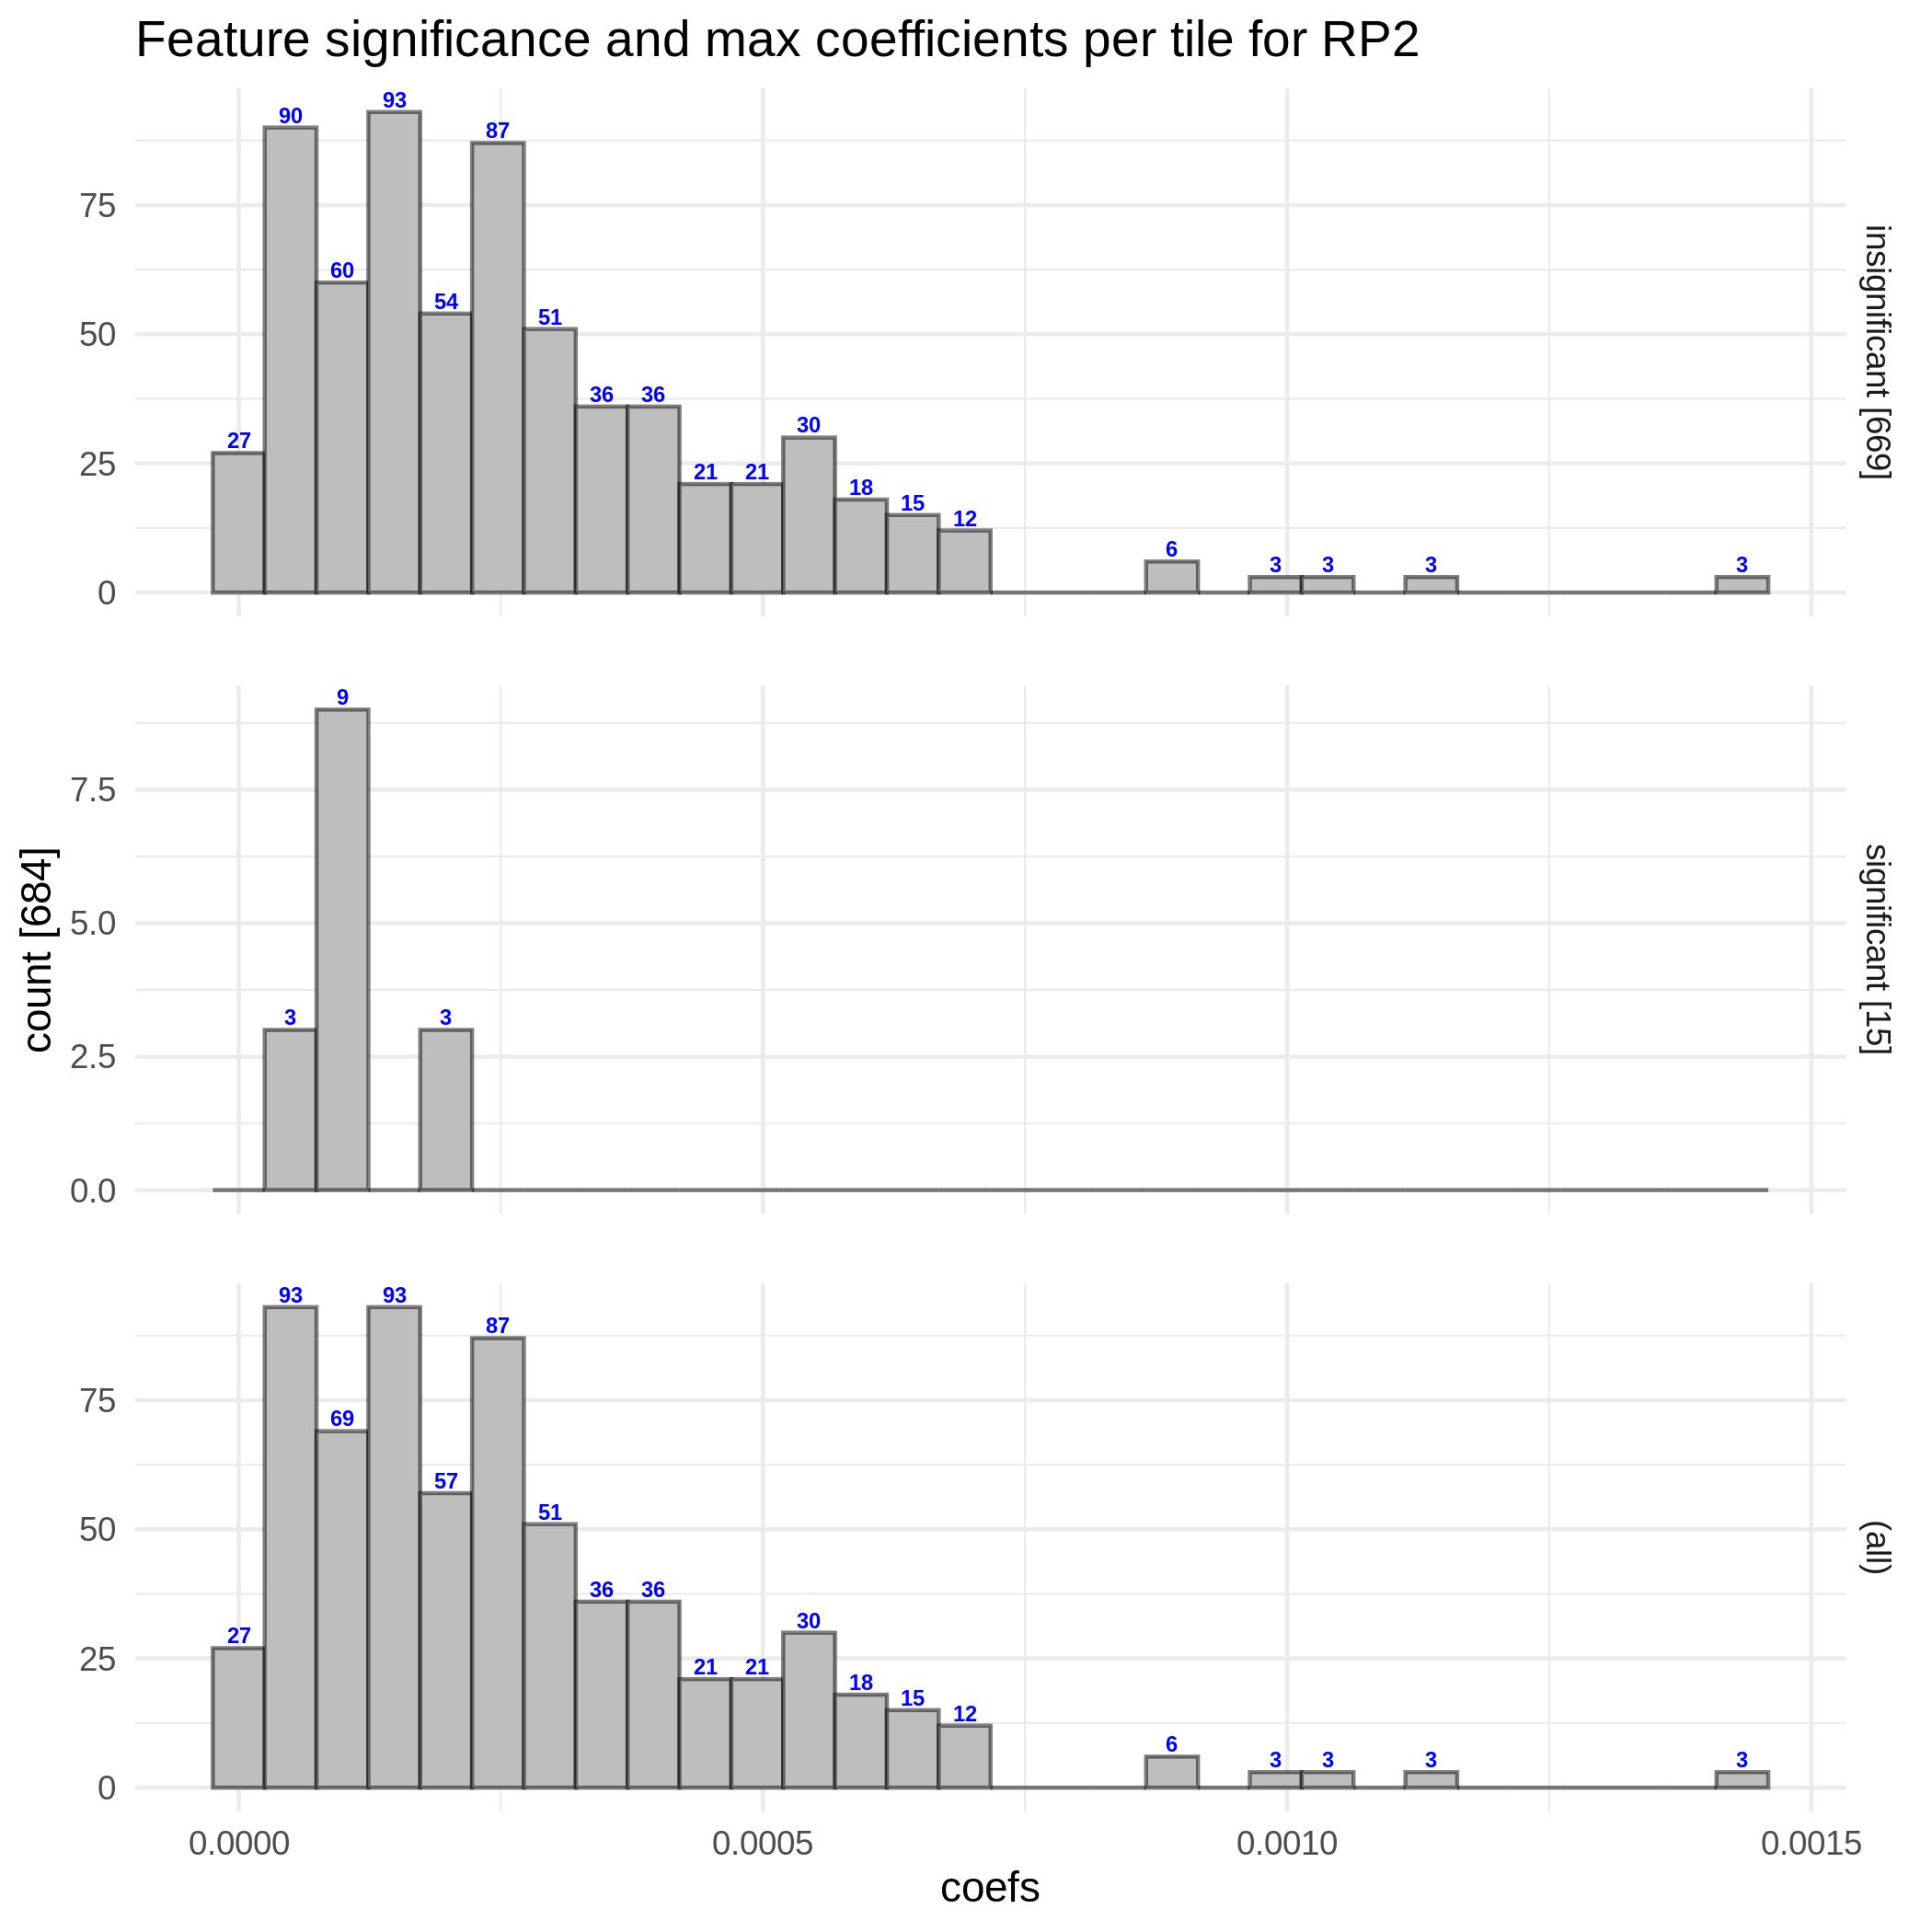 Feature significance and max coefficients per tile for RP2
90 93 87 60 54 51 36 36 27 21 21 30 18 15 12 6 3 3 3 3
75
50
25
0
insignificant [669]
9
3 3
7.5
5.0
2.5
0.0
count [684]
significant [15]
93 93 87 69 57 51 36 36 27 21 21 30 18 15 12 6 3 3 3 3
75
50
25
0
(all)
0.0000 0.0005 0.0010 0.0015
coefs